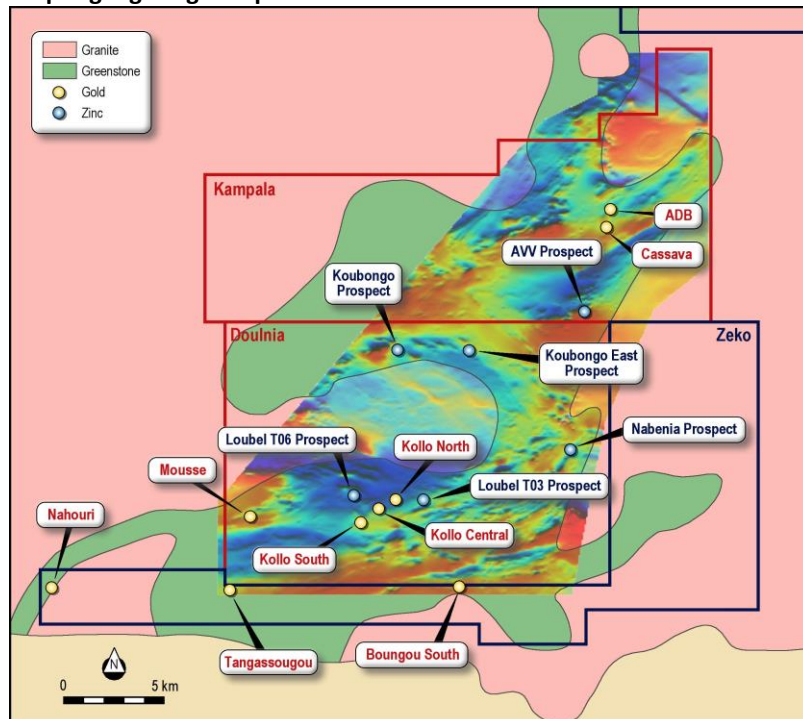 Granite
Greenstone
Gold
Zinc
Kampala
ADB
AVV Prospect
Cassava
Koubongo
Prospect
Doulnia
Zeko
Koubongo East
Prospect
Nabenia Prospect
Loubel T06 Prospect
Kollo North
Mousse
Loubel T03 Prospect
Nahouri
Kollo Central
Kollo South
Tangassougou
Boungou South
N
0
5 km